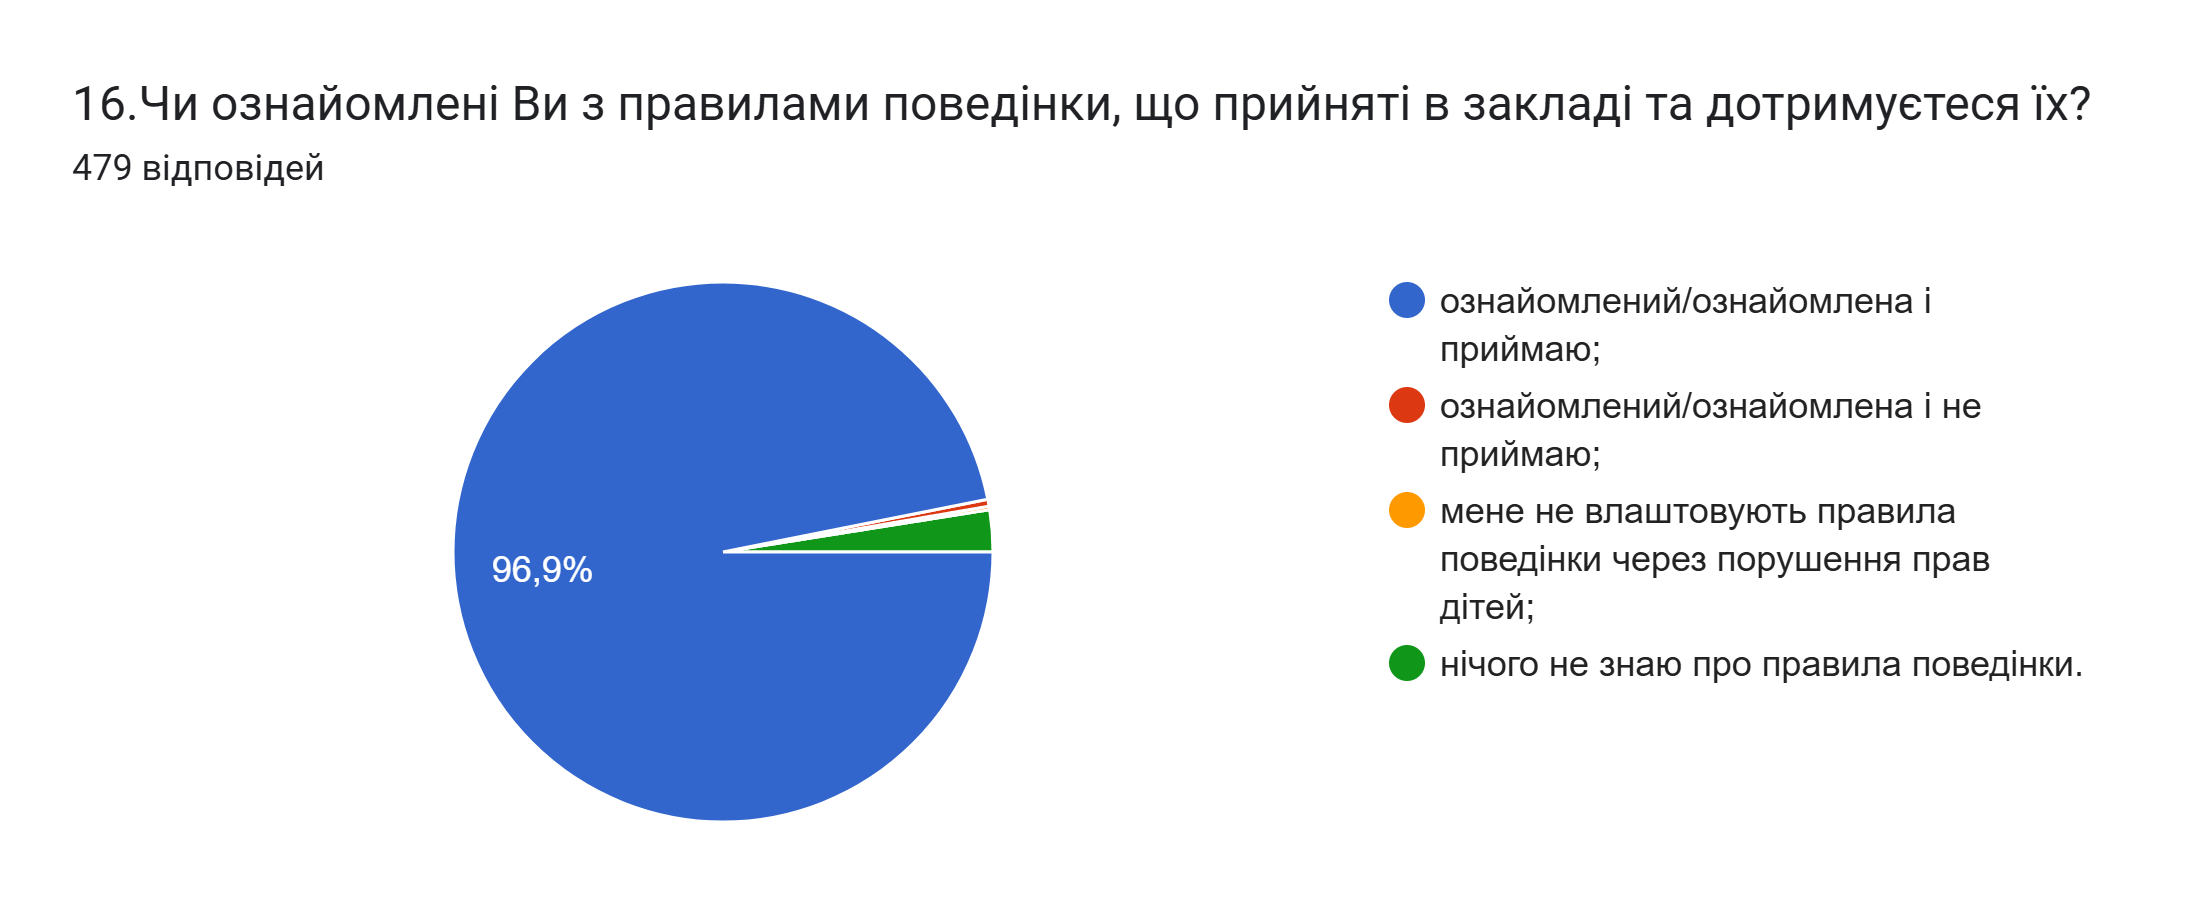 16.Чи ознайомлені Ви з правилами поведінки, що прийняті в закладі та дотримуєтеся їх?
479 відповідей
96,9%
ознайомлений/ознайомлена і
приймаю;
ознайомлений/ознайомлена і не
приймаю;
мене не влаштовують правила
поведінки через порушення прав
дітей;
нічого не знаю про правила поведінки.